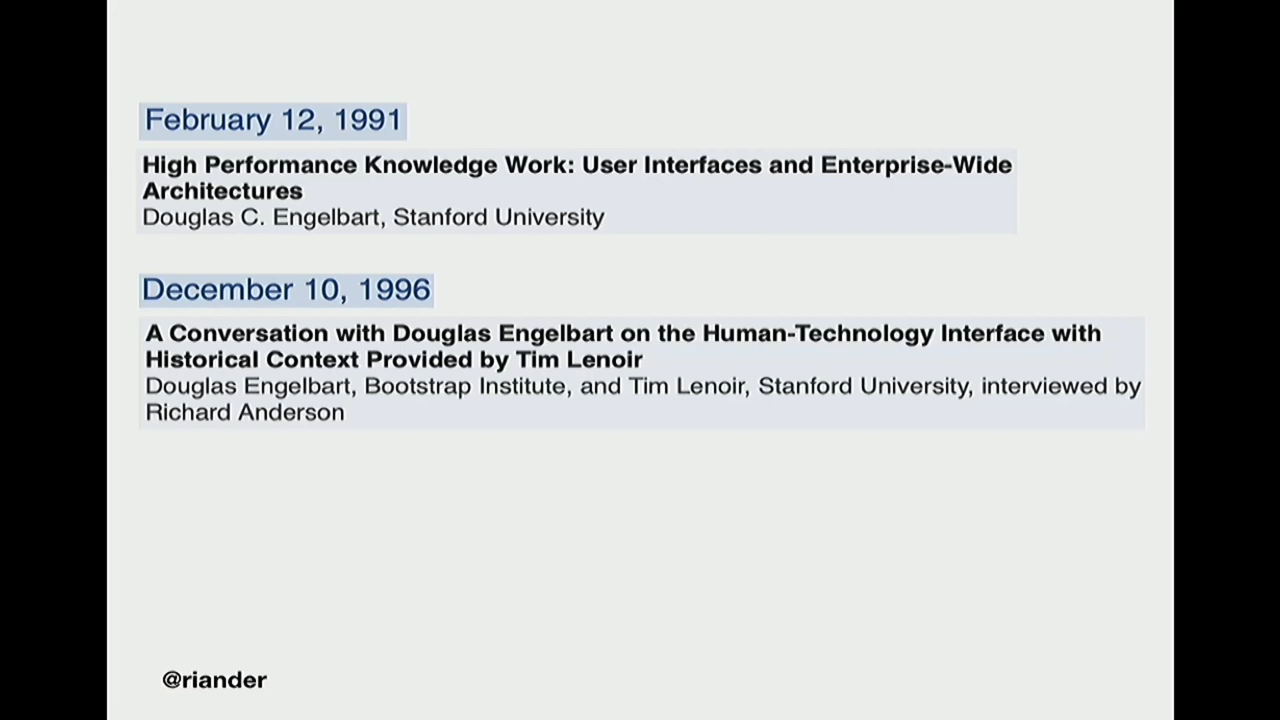 February 12, 1991
High Performance Knowledge Work: User Interfaces and Enterprise-Wide
Architectures
Douglas C. Engelbart, Stanford University
December 10, 1996
A Conversation with Douglas Engelbart on the Human-Technology Interface with
Historical Context Provided by Tim Lenoir
Douglas Engelbart, Bootstrap Institute, and Tim Lenoir, Stanford University, interviewed by
Richard Anderson
@riander